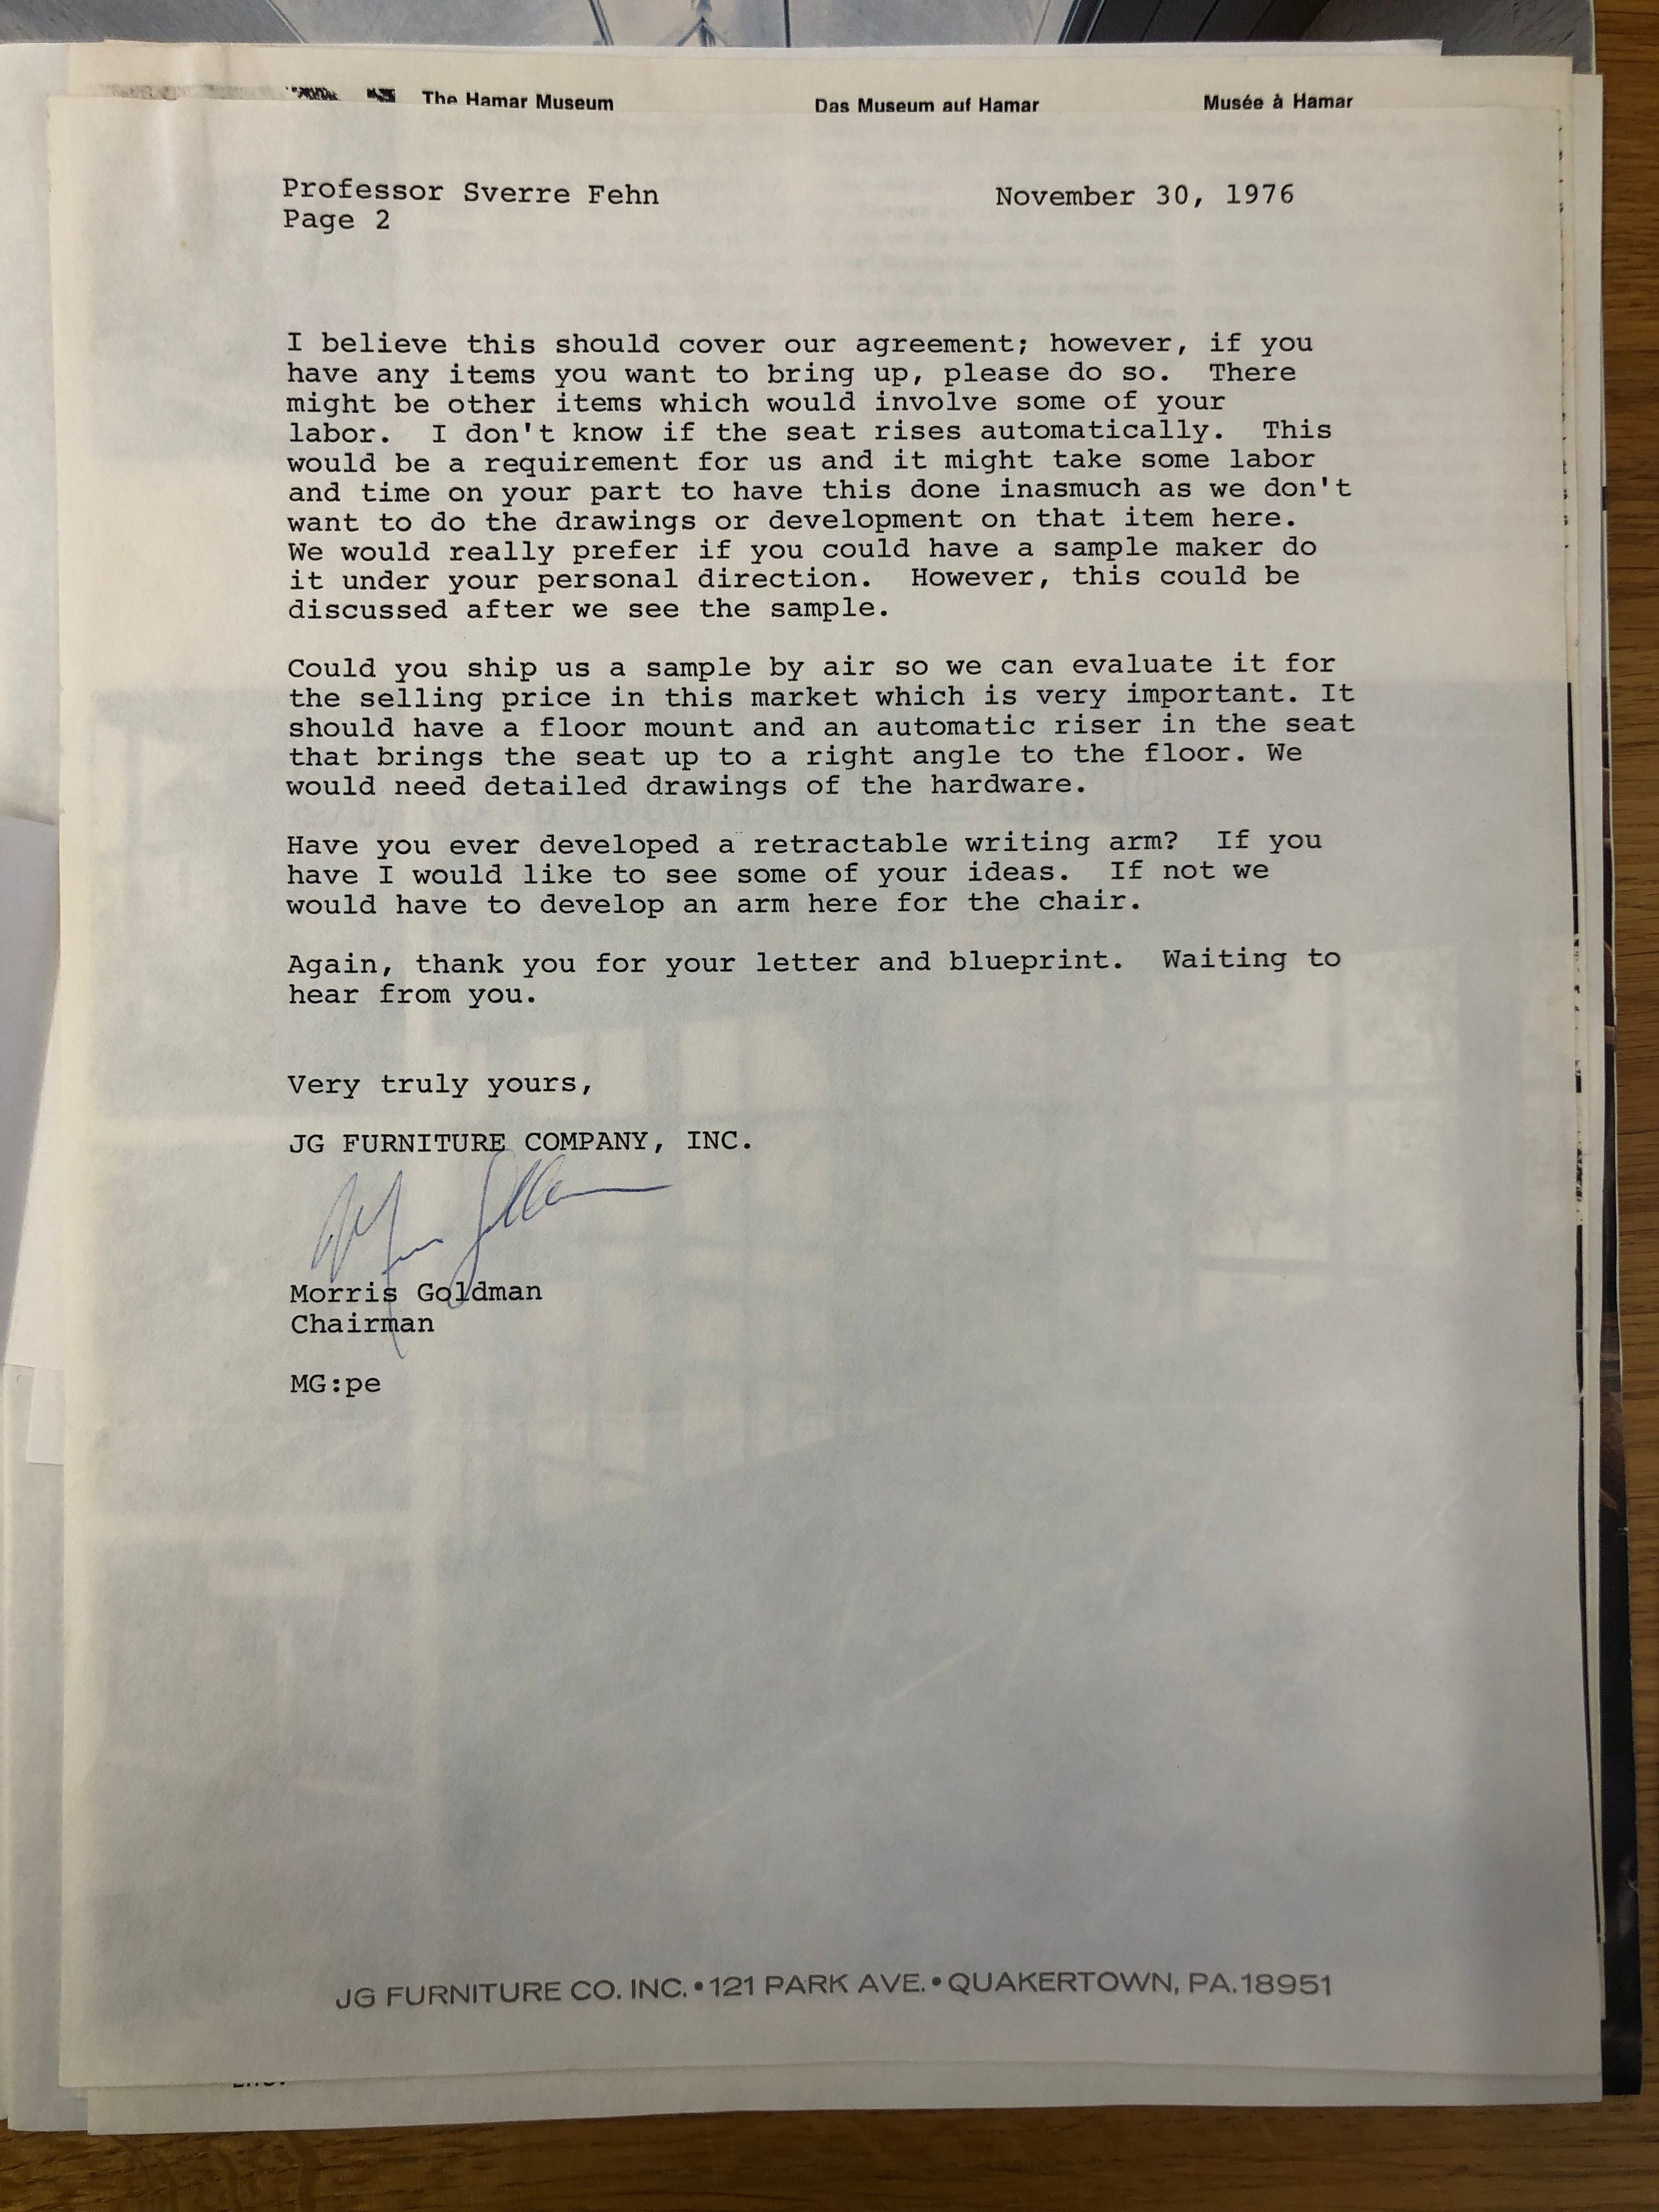 The Hamar Museum Das Museum auf Hamar Musée à Hamar
Professor Sverre Fehn November 30, 1976
Page 2
I believe this should cover our agreement; however, if you
have any items you want to bring up, please do so. There
might be other items which would involve some of your
labor. I don't know if the seat rises automatically. This
would be a requirement for us and it might take some labor
and time on your part to have this done inasmuch as we don't
want to do the drawings or development on that item here.
We would really prefer if you could have a sample maker do
it under your personal direction. However, this could be
discussed after we see the sample.
Could you ship us a sample by air so we can evaluate it for
the selling price in this market which is very important. It
should have a floor mount and an automatic riser in the seat
that brings the seat up to a right angle to the floor. We
would need detailed drawings of the hardware.
Have you ever developed a retractable writing arm? If you
have I would like to see some of your ideas. If not we
would have to develop an arm here for the chair.
Again, thank you for your letter and blueprint. Waiting to
hear from you.
Very truly yours,
JG FURNITURE COMPANY, INC.
Morris Goldman
Chairman
MG:pe
JG FURNITURE CO. INC. • 121 PARK AVE. • QUAKERTOWN, PA. 18951